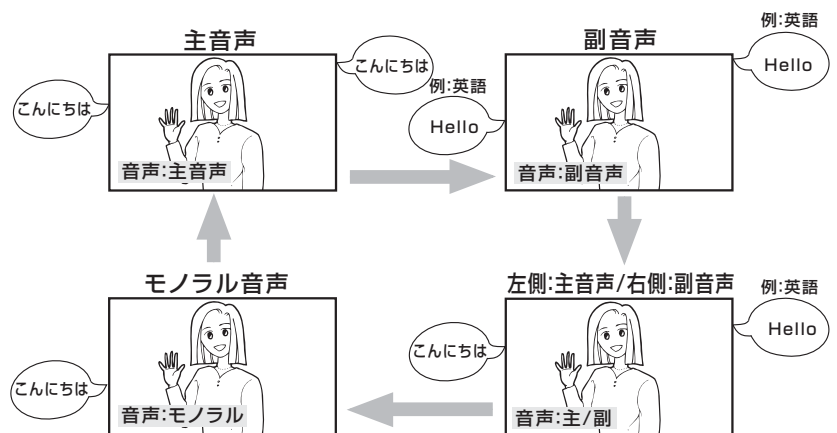 主音声
こんにちは
こんにちは
音声:主音声
副音声
例:英語
Hello
例:英語
Hello
音声:副音声
左側:主音声/右側:副音声
例:英語
こんにちは
Hello
音声:主/副
モノラル音声
こんにちは
音声:モノラル